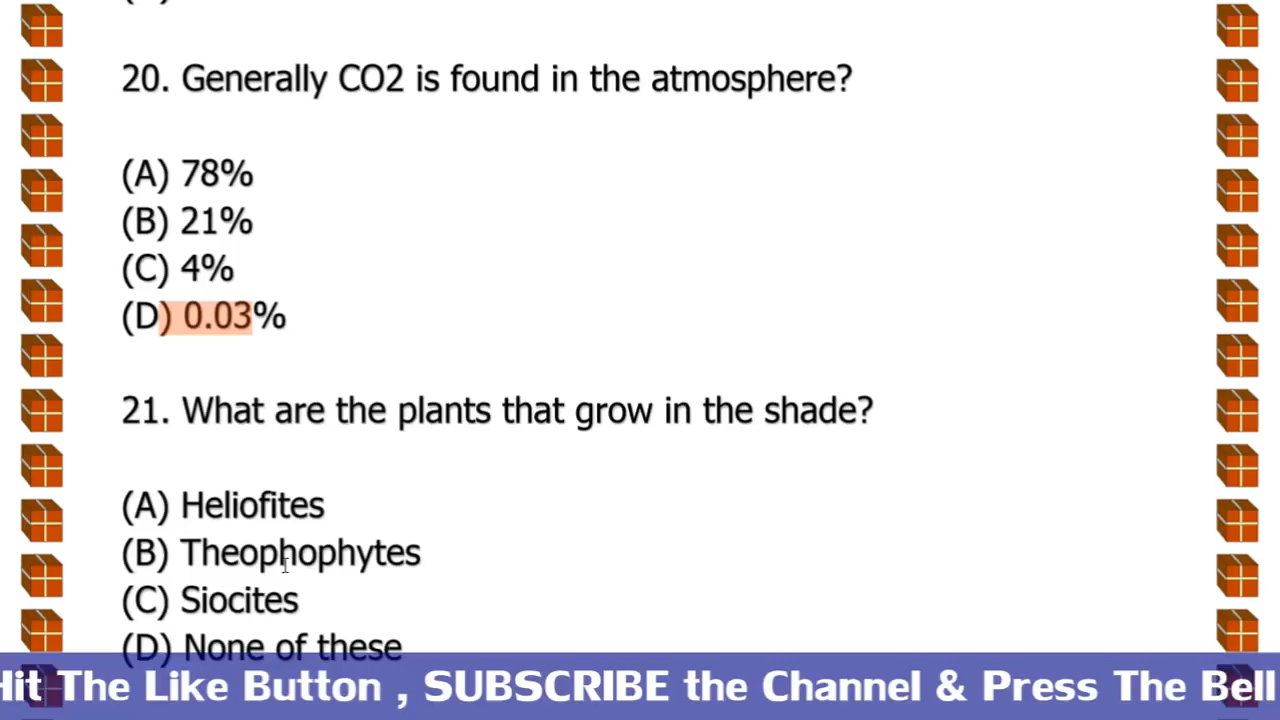 20. Generally CO2 is found in the atmosphere?
(A) 78%
(B) 21%
(C) 4%
(D) 0.03%
21. What are the plants that grow in the shade?
(A) Heliofites
(B) Theophophytes
(C) Siocites
(D) None of these
Hit The Like Button , SUBSCRIBE the Channel & Press The Bell